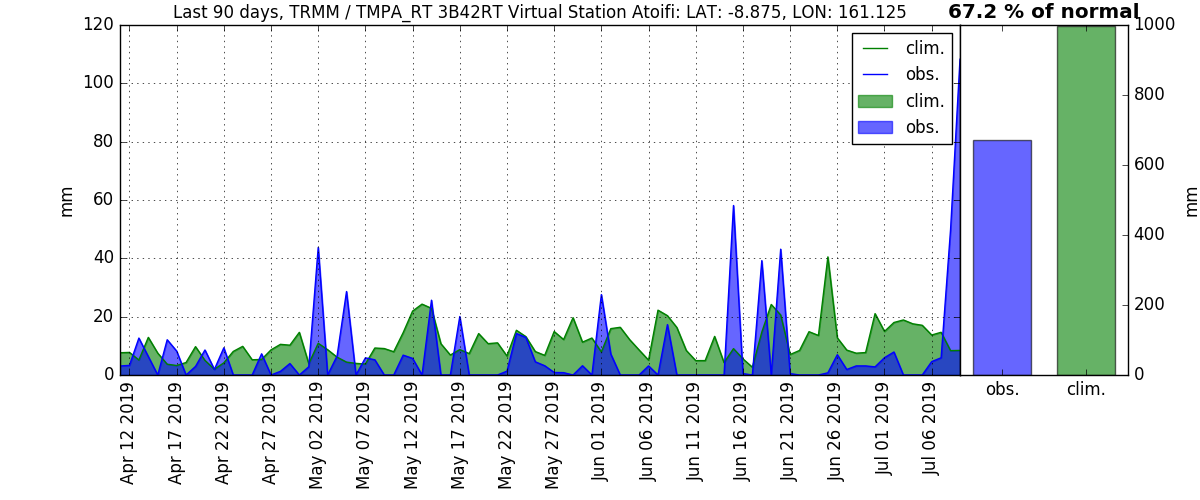 Last 90 days, TRMM / TMPA_RT 3B42RT Virtual Station Atoifi: LAT: -8.875, LON: 161.125
67.2 % of normal
120
100
80
60
40
20
0
mm
clim.
obs.
clim.
obs.
Apr 12 2019
Apr 17 2019
Apr 22 2019
Apr 27 2019
May 02 2019
May 07 2019
May 12 2019
May 17 2019
May 22 2019
May 27 2019
Jun 01 2019
Jun 06 2019
Jun 11 2019
Jun 16 2019
Jun 21 2019
Jun 26 2019
Jul 01 2019
Jul 06 2019
1000
800
600
400
200
0
mm
obs.
clim.